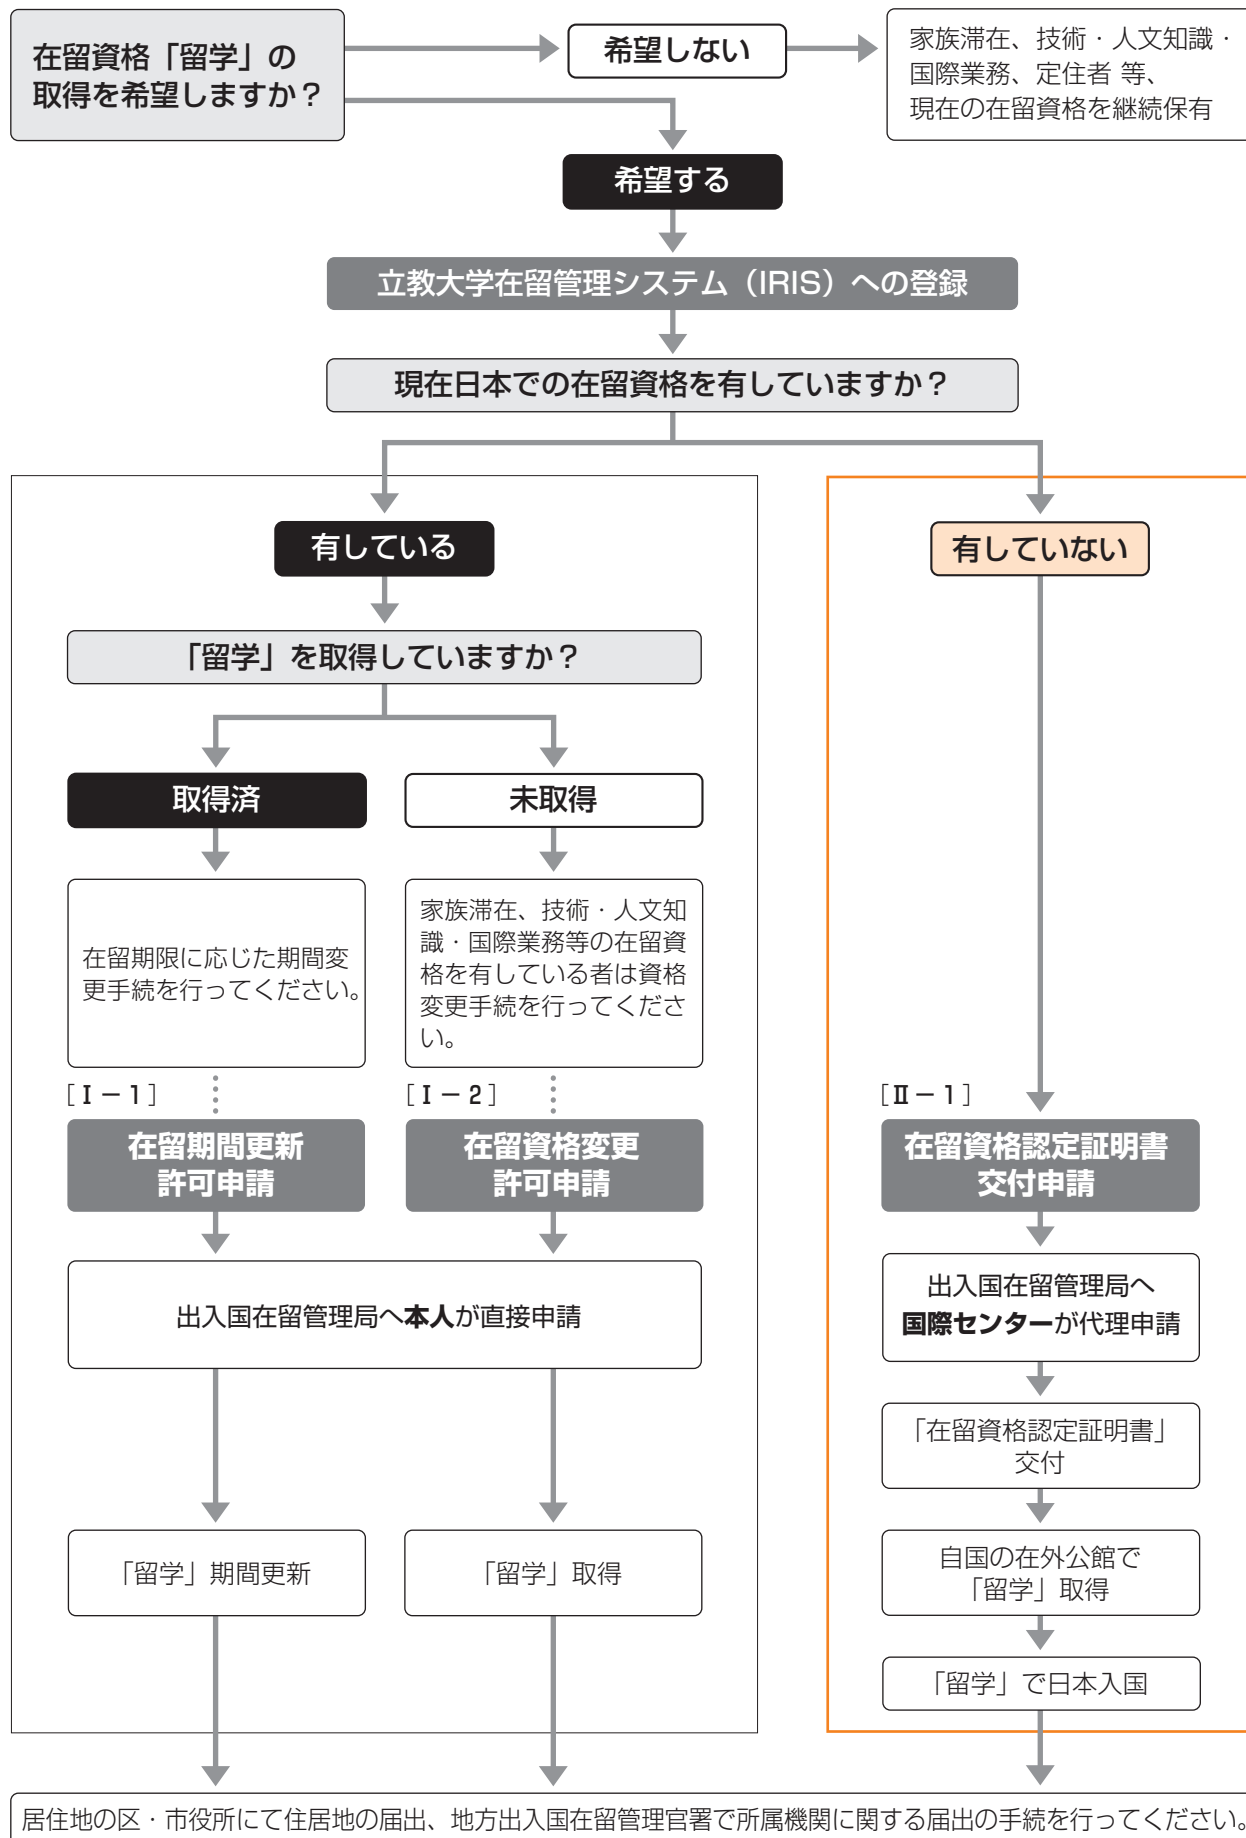 在留資格「留学」の
取得を希望しますか？
希望しない
家族滞在、技術・人文知識・
国際業務、定住者 等、
現在の在留資格を継続保有
希望する
立教大学在留管理システム（IRIS）への登録
現在日本での在留資格を有していますか？
有している
有していない
「留学」を取得していますか？
取得済
未取得
在留期限に応じた期間変
更手続を行ってください。
家族滞在、技術・人文知
識・国際業務等の在留資
格を有している者は資格
変更手続を行ってくださ
い。
［Ⅰ－1］
［Ⅰ－2］
［Ⅱ－1］
在留期間更新
許可申請
在留資格変更
許可申請
在留資格認定証明書
交付申請
出入国在留管理局へ本人が直接申請
出入国在留管理局へ
国際センターが代理申請
「在留資格認定証明書」
交付
「留学」期間更新
「留学」取得
自国の在外公館で
「留学」取得
「留学」で日本入国
居住地の区・市役所にて住居地の届出、地方出入国在留管理官署で所属機関に関する届出の手続を行ってください。